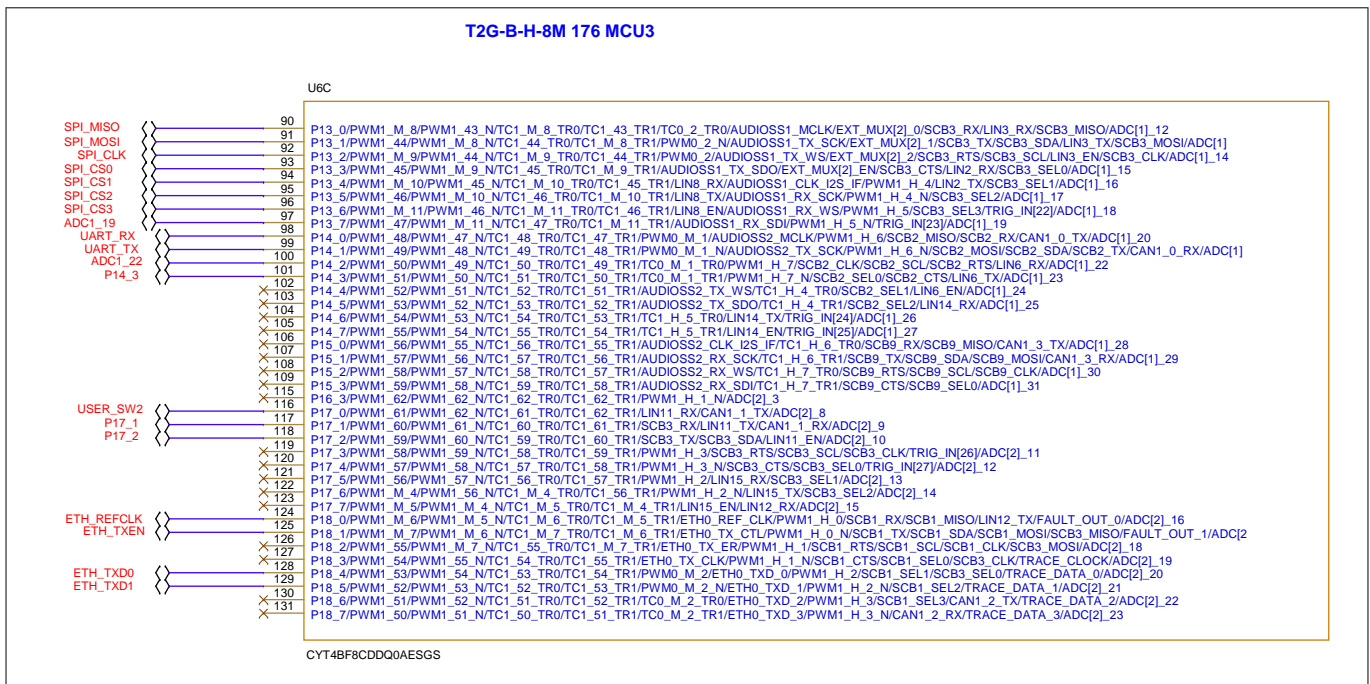 T2G-B-H-8M 176 MCU3
U6C
SPI_MISO 90 P13_0/PWM1_M_8/PWM1_43_N/TC1_M_8_TR0/TC1_43_TR1/TC0_2_TR0/AUDIOSS1_MCLK/EXT_MUX[2]_0/SCB3_RX/LIN3_RX/SCB3_MISO/ADC[1]_12
SPI_MOSI 91 P13_1/PWM1_44/PWM1_M_8_N/TC1_44_TR0/TC1_M_8_TR1/PWM0_2_N/AUDIOSS1_TX_SCK/EXT_MUX[2]_1/SCB3_TX/SCB3_SDA/LIN3_TX/SCB3_MOSI/ADC[1]
SPI_CLK 92 P13_2/PWM1_M_9/PWM1_44_N/TC1_M_9_TR0/TC1_44_TR1/PWM0_2/AUDIOSS1_TX_WS/EXT_MUX[2]_2/SCB3_RTS/SCB3_SCL/LIN3_EN/SCB3_CLK/ADC[1]_14
SPI_CS0 93 P13_3/PWM1_45/PWM1_M_9_N/TC1_45_TR0/TC1_M_9_TR1/AUDIOSS1_TX_SDO/EXT_MUX[2]_EN/SCB3_CTS/LIN2_RX/SCB3_SEL0/ADC[1]_15
SPI_CS1 94 P13_4/PWM1_M_10/PWM1_45_N/TC1_M_10_TR0/TC1_45_TR1/LIN8_RX/AUDIOSS1_CLK_I2S_IF/PWM1_H_4/LIN2_TX/SCB3_SEL1/ADC[1]_16
SPI_CS2 95 P13_5/PWM1_46/PWM1_M_10_N/TC1_46_TR0/TC1_M_10_TR1/LIN8_TX/AUDIOSS1_RX_SCK/PWM1_H_4_N/SCB3_SEL2/ADC[1]_17
SPI_CS3 96 P13_6/PWM1_M_11/PWM1_46_N/TC1_M_11_TR0/TC1_46_TR1/LIN8_EN/AUDIOSS1_RX_WS/PWM1_H_5/SCB3_SEL3/TRIG_IN[22]/ADC[1]_18
ADC1_19 97 P13_7/PWM1_47/PWM1_M_11_N/TC1_47_TR0/TC1_M_11_TR1/AUDIOSS1_RX_SDI/PWM1_H_5_N/TRIG_IN[23]/ADC[1]_19
UART_RX 98 P14_0/PWM1_48/PWM1_47_N/TC1_48_TR0/TC1_47_TR1/PWM0_M_1/AUDIOSS2_MCLK/PWM1_H_6/SCB2_MISO/SCB2_RX/CAN1_0_TX/ADC[1]_20
UART_TX 99 P14_1/PWM1_49/PWM1_48_N/TC1_49_TR0/TC1_48_TR1/PWM0_M_1_N/AUDIOSS2_TX_SCK/PWM1_H_6_N/SCB2_MOSI/SCB2_SDA/SCB2_TX/CAN1_0_RX/ADC[1]
ADC1_22 100 P14_2/PWM1_50/PWM1_49_N/TC1_50_TR0/TC1_49_TR1/TC0_M_1_TR0/PWM1_H_7/SCB2_CLK/SCB2_SCL/SCB2_RTS/LIN6_RX/ADC[1]_22
P14_3 101 P14_3/PWM1_51/PWM1_50_N/TC1_51_TR0/TC1_50_TR1/TC0_M_1_TR1/PWM1_H_7_N/SCB2_SEL0/SCB2_CTS/LIN6_TX/ADC[1]_23
102 P14_4/PWM1_52/PWM1_51_N/TC1_52_TR0/TC1_51_TR1/AUDIOSS2_TX_WS/TC1_H_4_TR0/SCB2_SEL1/LIN6_EN/ADC[1]_24
103 P14_5/PWM1_53/PWM1_52_N/TC1_53_TR0/TC1_52_TR1/AUDIOSS2_TX_SDO/TC1_H_4_TR1/SCB2_SEL2/LIN14_RX/ADC[1]_25
104 P14_6/PWM1_54/PWM1_53_N/TC1_54_TR0/TC1_53_TR1/TC1_H_5_TR0/LIN14_TX/TRIG_IN[24]/ADC[1]_26
105 P14_7/PWM1_55/PWM1_54_N/TC1_55_TR0/TC1_54_TR1/TC1_H_5_TR1/LIN14_EN/TRIG_IN[25]/ADC[1]_27
106 P15_0/PWM1_56/PWM1_55_N/TC1_56_TR0/TC1_55_TR1/AUDIOSS2_CLK_I2S_IF/TC1_H_6_TR0/SCB9_RX/SCB9_MISO/CAN1_3_TX/ADC[1]_28
107 P15_1/PWM1_57/PWM1_56_N/TC1_57_TR0/TC1_56_TR1/AUDIOSS2_RX_SCK/TC1_H_6_TR1/SCB9_TX/SCB9_SDA/SCB9_MOSI/CAN1_3_RX/ADC[1]_29
108 P15_2/PWM1_58/PWM1_57_N/TC1_58_TR0/TC1_57_TR1/AUDIOSS2_RX_WS/TC1_H_7_TR0/SCB9_RTS/SCB9_SCL/SCB9_CLK/ADC[1]_30
109 P15_3/PWM1_59/PWM1_58_N/TC1_59_TR0/TC1_58_TR1/AUDIOSS2_RX_SDI/TC1_H_7_TR1/SCB9_CTS/SCB9_SEL0/ADC[1]_31
115 P16_3/PWM1_62/PWM1_62_N/TC1_62_TR0/TC1_62_TR1/PWM1_H_1_N/ADC[2]_3
USER_SW2 116 P17_0/PWM1_61/PWM1_62_N/TC1_61_TR0/TC1_62_TR1/LIN11_RX/CAN1_1_TX/ADC[2]_8
P17_1 117 P17_1/PWM1_60/PWM1_61_N/TC1_60_TR0/TC1_61_TR1/SCB3_RX/LIN11_TX/CAN1_1_RX/ADC[2]_9
P17_2 118 P17_2/PWM1_59/PWM1_60_N/TC1_59_TR0/TC1_60_TR1/SCB3_TX/SCB3_SDA/LIN11_EN/ADC[2]_10
119 P17_3/PWM1_58/PWM1_59_N/TC1_58_TR0/TC1_59_TR1/PWM1_H_3/SCB3_RTS/SCB3_SCL/SCB3_CLK/TRIG_IN[26]/ADC[2]_11
120 P17_4/PWM1_57/PWM1_58_N/TC1_57_TR0/TC1_58_TR1/PWM1_H_3_N/SCB3_CTS/SCB3_SEL0/TRIG_IN[27]/ADC[2]_12
121 P17_5/PWM1_56/PWM1_57_N/TC1_56_TR0/TC1_57_TR1/PWM1_H_2/LIN15_RX/SCB3_SEL1/ADC[2]_13
122 P17_6/PWM1_M_4/PWM1_56_N/TC1_M_4_TR0/TC1_56_TR1/PWM1_H_2_N/LIN15_TX/SCB3_SEL2/ADC[2]_14
123 P17_7/PWM1_M_5/PWM1_M_4_N/TC1_M_5_TR0/TC1_M_4_TR1/LIN15_EN/LIN12_RX/ADC[2]_15
ETH_REFCLK 124 P18_0/PWM1_M_6/PWM1_M_5_N/TC1_M_6_TR0/TC1_M_5_TR1/ETH0_REF_CLK/PWM1_H_0/SCB1_RX/SCB1_MISO/LIN12_TX/FAULT_OUT_0/ADC[2]_16
ETH_TXEN 125 P18_1/PWM1_M_7/PWM1_M_6_N/TC1_M_7_TR0/TC1_M_6_TR1/ETH0_TX_CTL/PWM1_H_0_N/SCB1_TX/SCB1_SDA/SCB1_MOSI/SCB3_MISO/FAULT_OUT_1/ADC[2
126 P18_2/PWM1_55/PWM1_M_7_N/TC1_55_TR0/TC1_M_7_TR1/ETH0_TX_ER/PWM1_H_1/SCB1_RTS/SCB1_SCL/SCB1_CLK/SCB3_MOSI/ADC[2]_18
127 P18_3/PWM1_54/PWM1_55_N/TC1_54_TR0/TC1_55_TR1/ETH0_TX_CLK/PWM1_H_1_N/SCB1_CTS/SCB1_SEL0/SCB3_CLK/TRACE_CLOCK/ADC[2]_19
ETH_TXD0 128 P18_4/PWM1_53/PWM1_54_N/TC1_53_TR0/TC1_54_TR1/PWM0_M_2/ETH0_TXD_0/PWM1_H_2/SCB1_SEL1/SCB3_SEL0/TRACE_DATA_0/ADC[2]_20
ETH_TXD1 129 P18_5/PWM1_52/PWM1_53_N/TC1_52_TR0/TC1_53_TR1/PWM0_M_2_N/ETH0_TXD_1/PWM1_H_2_N/SCB1_SEL2/TRACE_DATA_1/ADC[2]_21
130 P18_6/PWM1_51/PWM1_52_N/TC1_51_TR0/TC1_52_TR1/TC0_M_2_TR0/ETH0_TXD_2/PWM1_H_3/SCB1_SEL3/CAN1_2_TX/TRACE_DATA_2/ADC[2]_22
131 P18_7/PWM1_50/PWM1_51_N/TC1_50_TR0/TC1_51_TR1/TC0_M_2_TR1/ETH0_TXD_3/PWM1_H_3_N/CAN1_2_RX/TRACE_DATA_3/ADC[2]_23
CYT4BF8CDDQ0AESGS